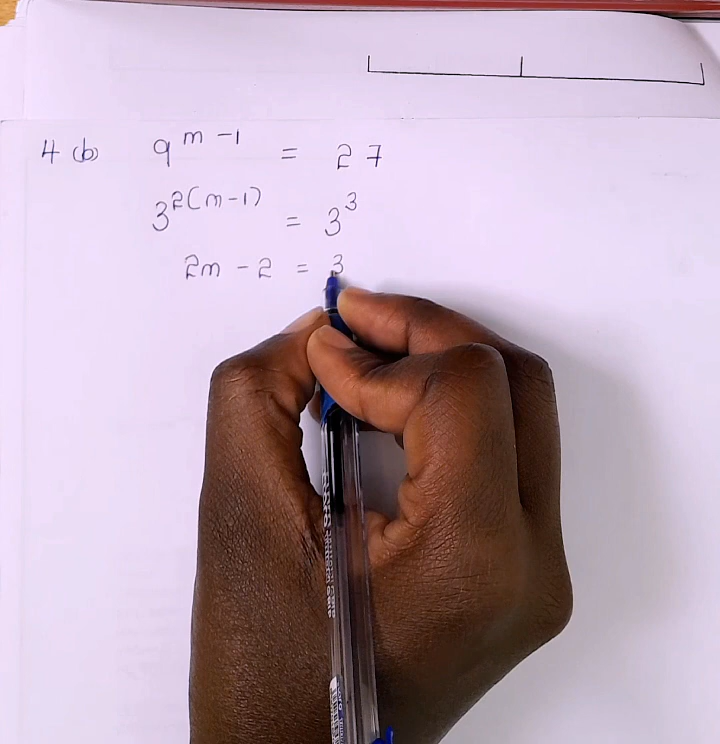 4 (b) 9^{m-1} = 27
3^{2(m-1)} = 3^3
2m - 2 = 3